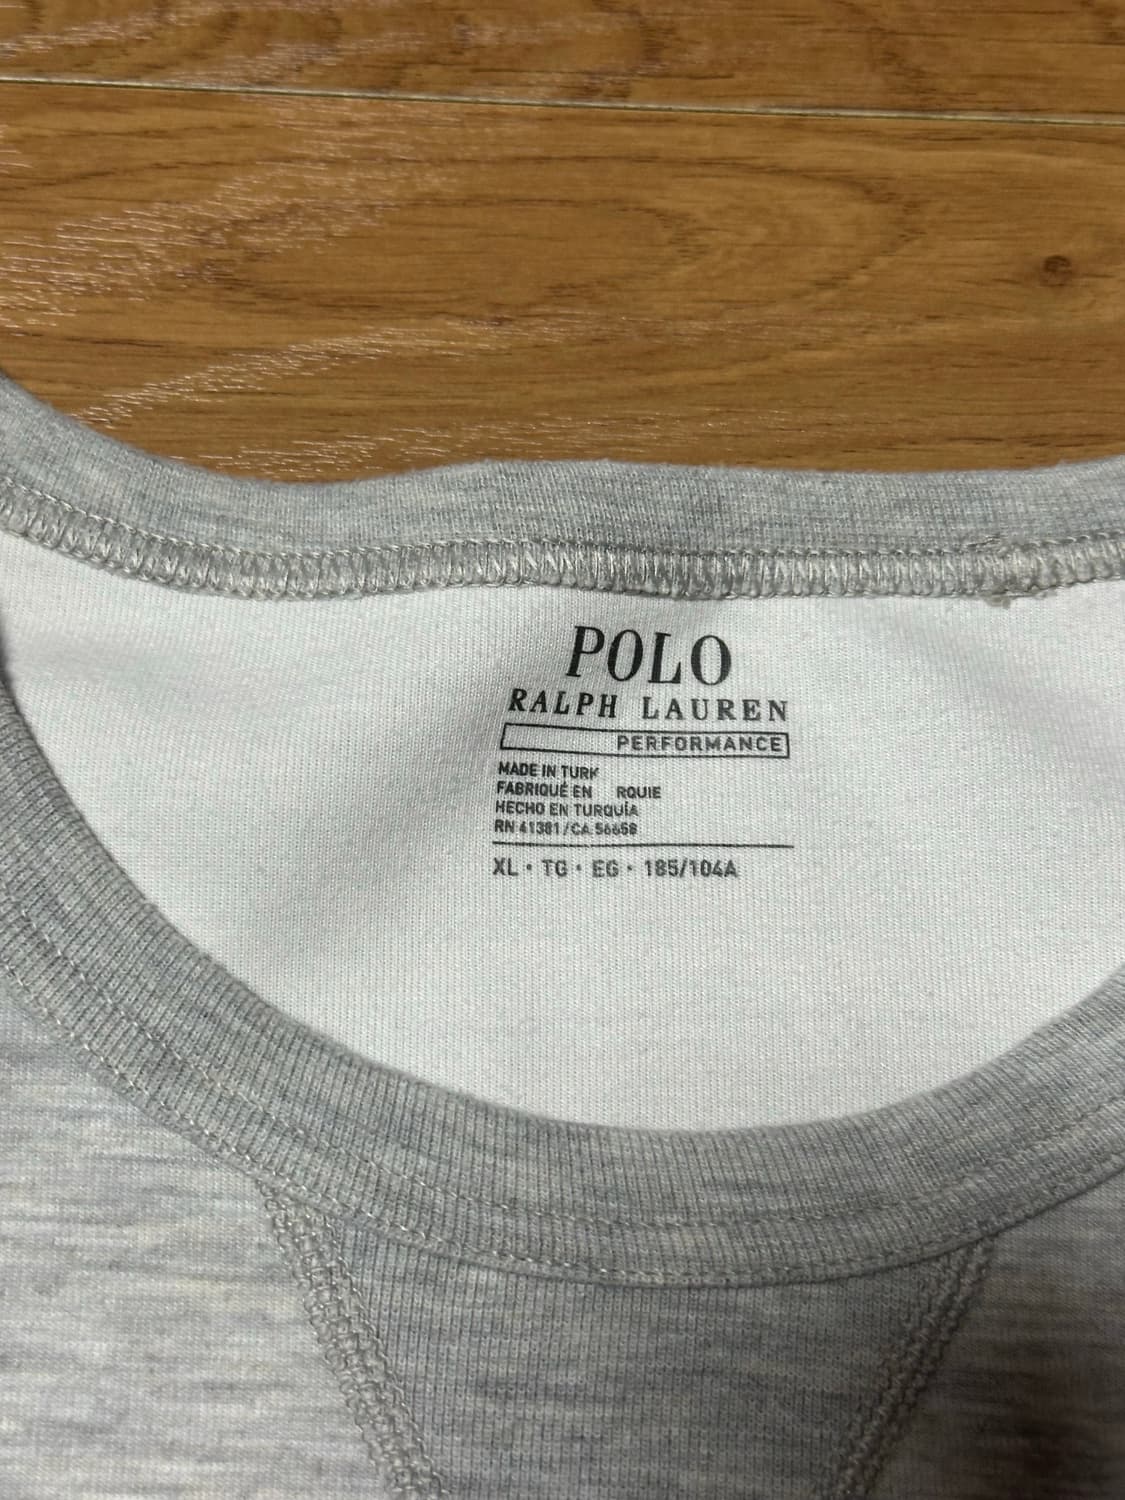 POLO
RALPH LAUREN
PERFORMANCE
MADE IN TURK
FABRIQUÉ EN ROUIE
HECHO EN TURQUÍA
RN 41381/CA 56658
XL • TG • EG • 185/104A